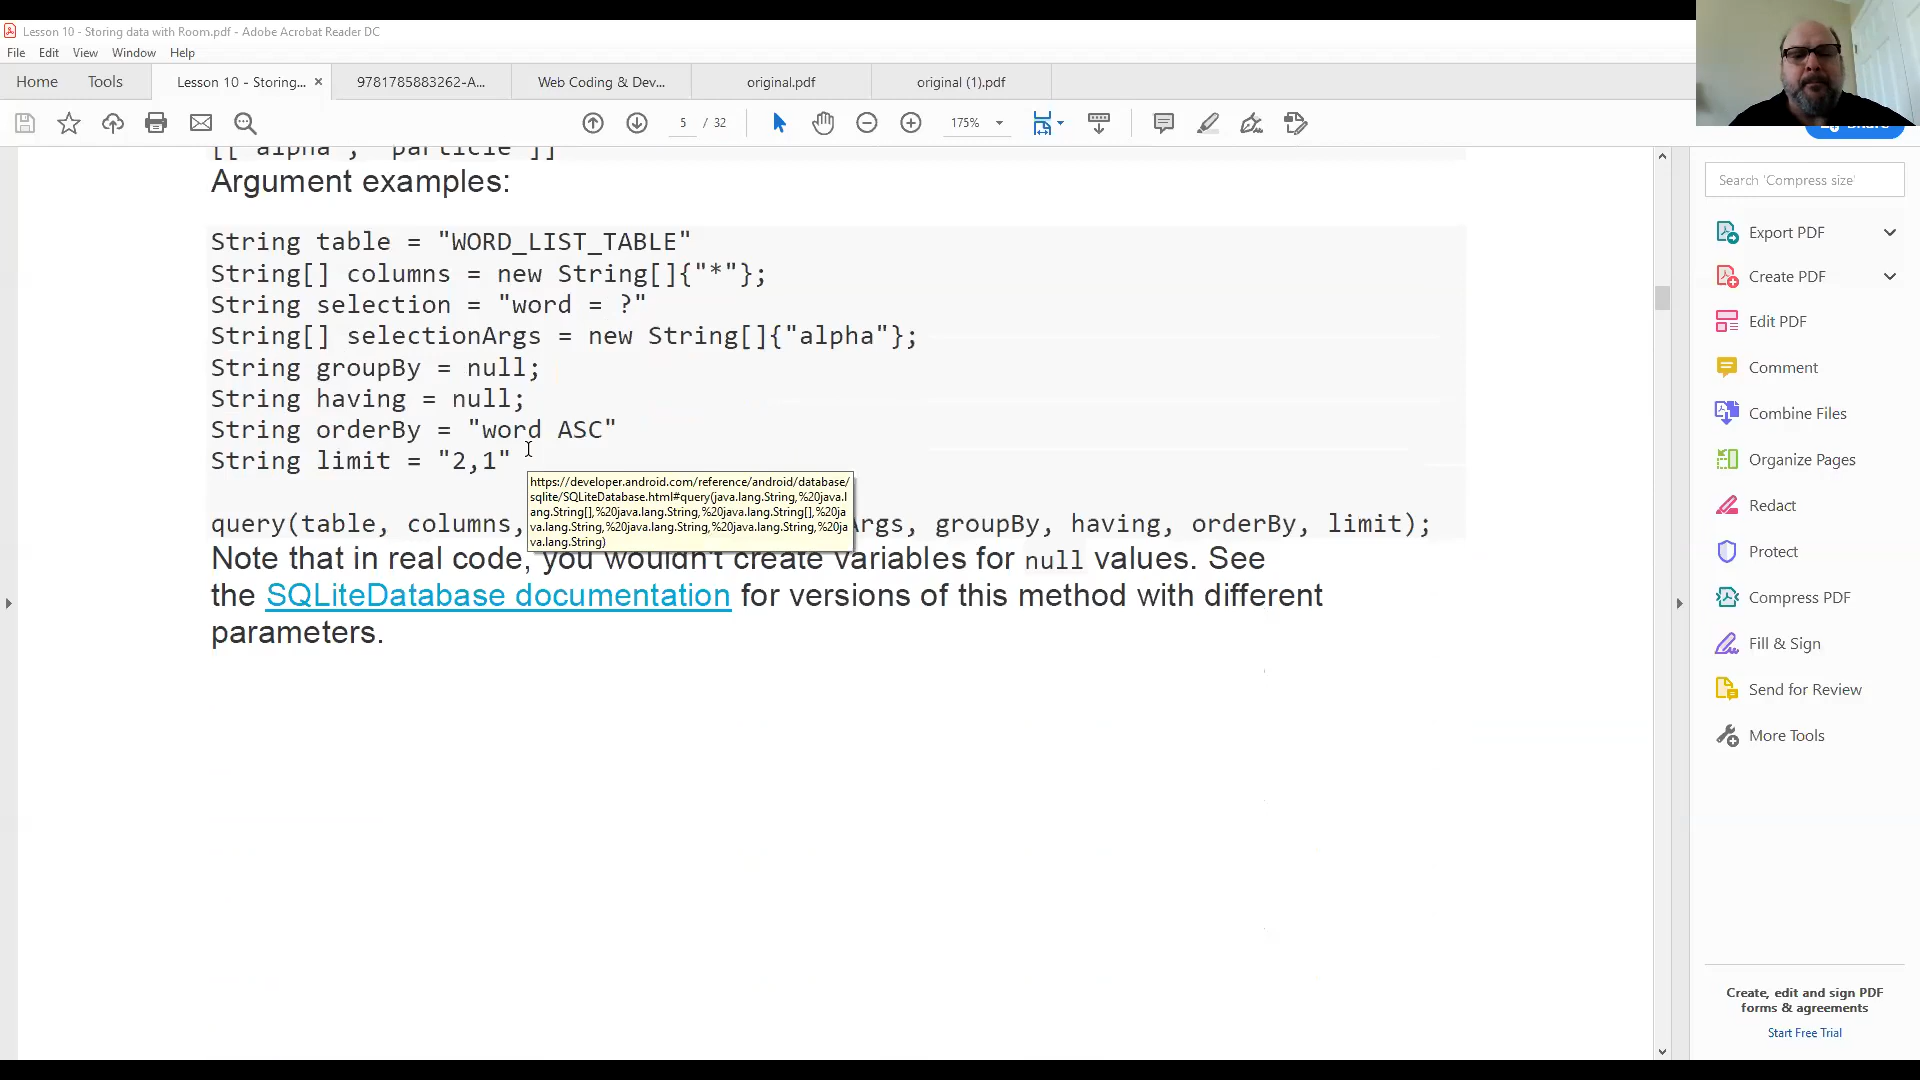 Lesson 10 - Storing data with Room.pdf - Adobe Acrobat Reader DC
File Edit View Window Help
Home Tools Lesson 10 - Storing... × 9781785883262-A... Web Coding & Dev... original.pdf original (1).pdf
5 / 32 175%
Share
[["alpha", "particle"]]
Argument examples:
String table = "WORD_LIST_TABLE"
String[] columns = new String[]{"*"};
String selection = "word = ?"
String[] selectionArgs = new String[]{"alpha"};
String groupBy = null;
String having = null;
String orderBy = "word ASC"
String limit = "2,1"
https://developer.android.com/reference/android/database/
sqlite/SQLiteDatabase.html#query(java.lang.String,%20java.l
ang.String[],%20java.lang.String,%20java.lang.String[],%20ja
va.lang.String,%20java.lang.String,%20java.lang.String,%20ja
va.lang.String)
query(table, columns, Args, groupBy, having, orderBy, limit);
Note that in real code, you wouldn't create variables for null values. See
the SQLiteDatabase documentation for versions of this method with different
parameters.
Search 'Compress size'
Export PDF
Create PDF
Edit PDF
Comment
Combine Files
Organize Pages
Redact
Protect
Compress PDF
Fill & Sign
Send for Review
More Tools
Create, edit and sign PDF
forms & agreements
Start Free Trial